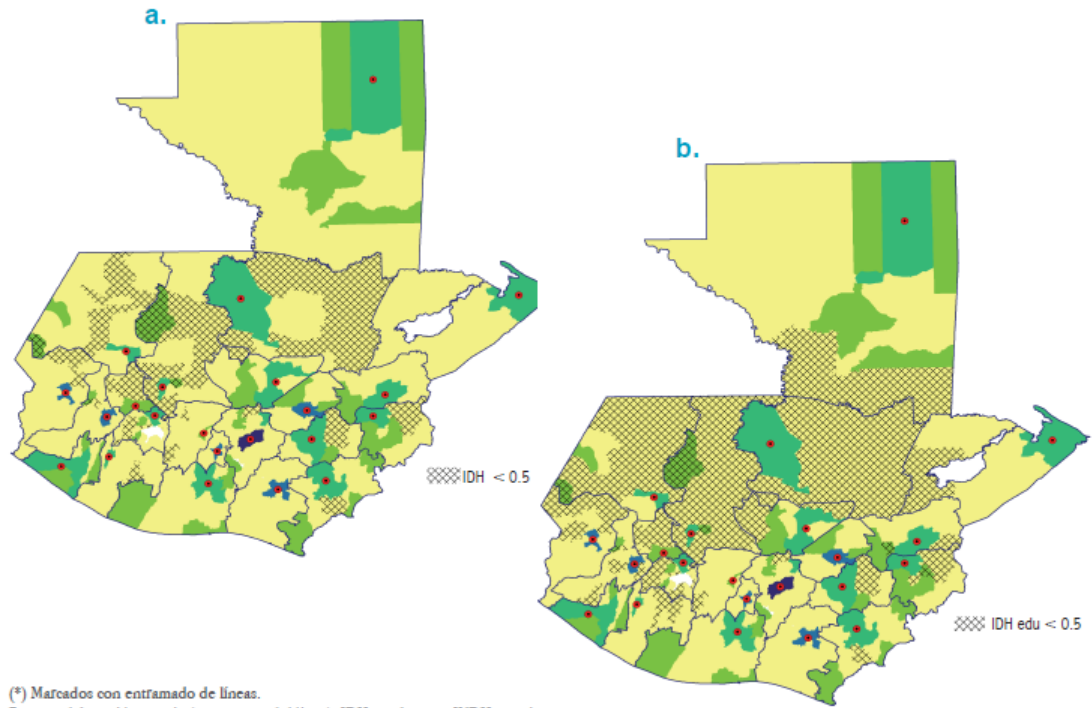 a.
b.
IDH < 0.5
IDH edu < 0.5
(*) Marcados con entramado de líneas.